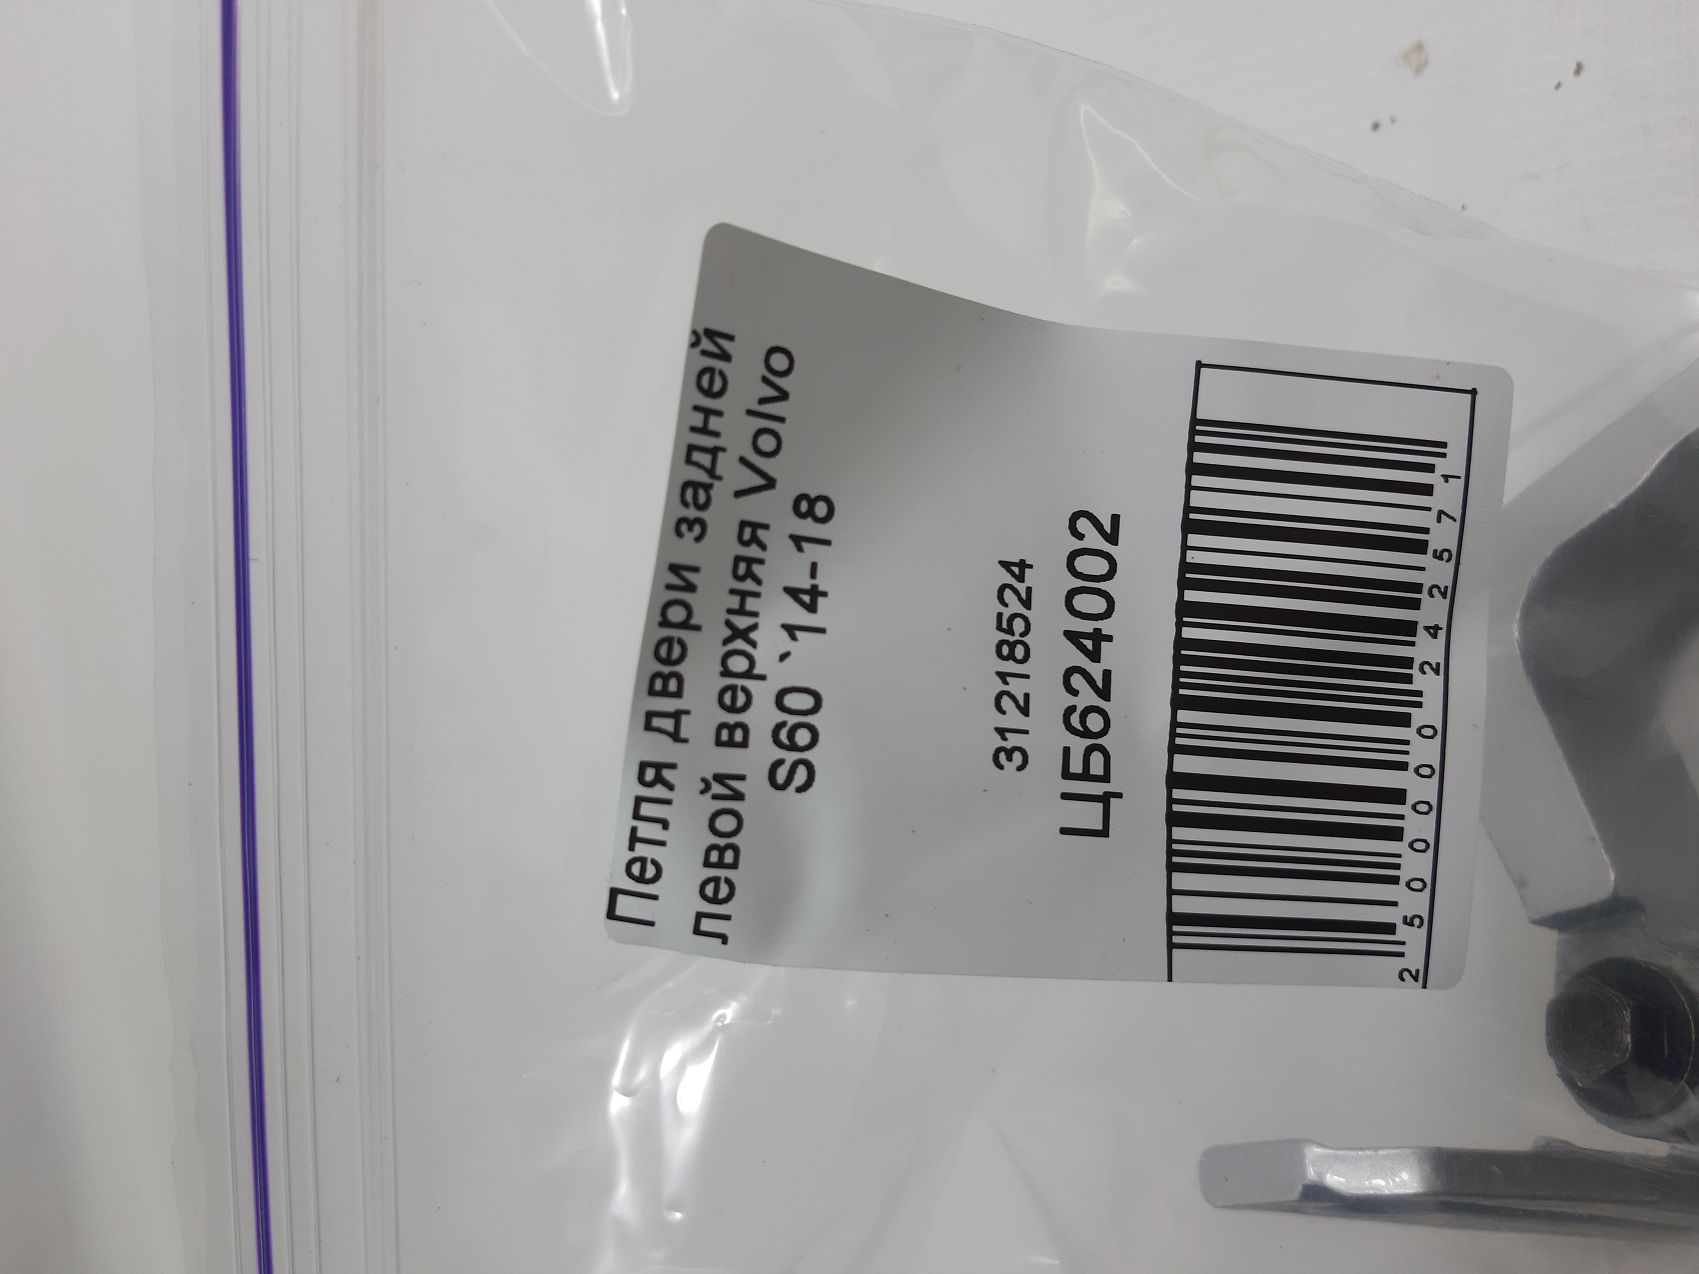 Петля двери задней
левой верхняя Volvo
S60 `14-18
31218524
ЦБ624002
2500000242571